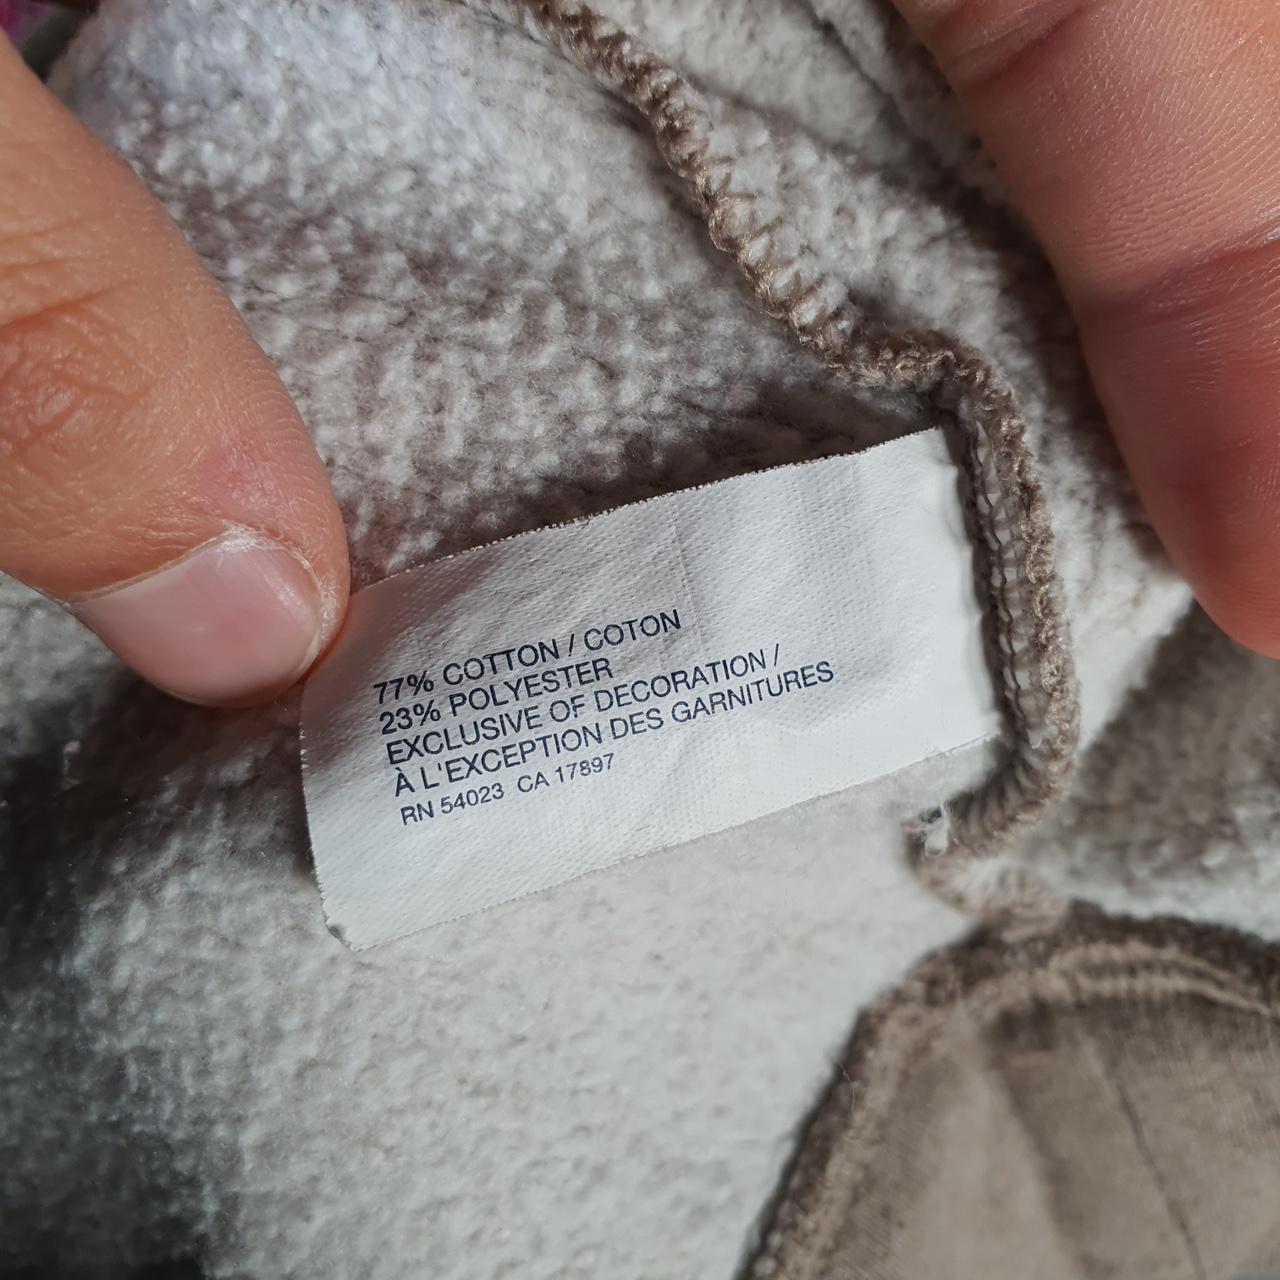 77% COTTON / COTON
23% POLYESTER
EXCLUSIVE OF DECORATION /
À L'EXCEPTION DES GARNITURES
RN 54023 CA 17897